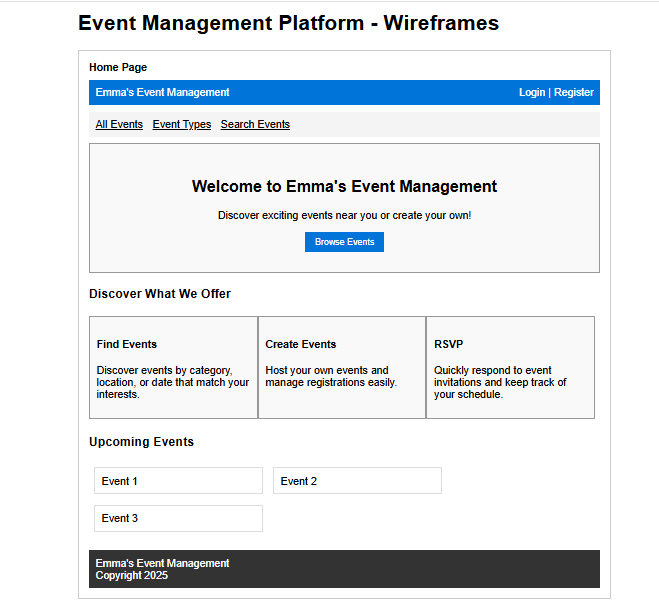 Event Management Platform - Wireframes
Home Page
Emma's Event Management
Login | Register
All Events Event Types Search Events
Welcome to Emma's Event Management
Discover exciting events near you or create your own!
Browse Events
Discover What We Offer
Find Events
Discover events by category,
location, or date that match your
interests.
Create Events
Host your own events and
manage registrations easily.
RSVP
Quickly respond to event
invitations and keep track of
your schedule.
Upcoming Events
Event 1
Event 2
Event 3
Emma's Event Management
Copyright 2025